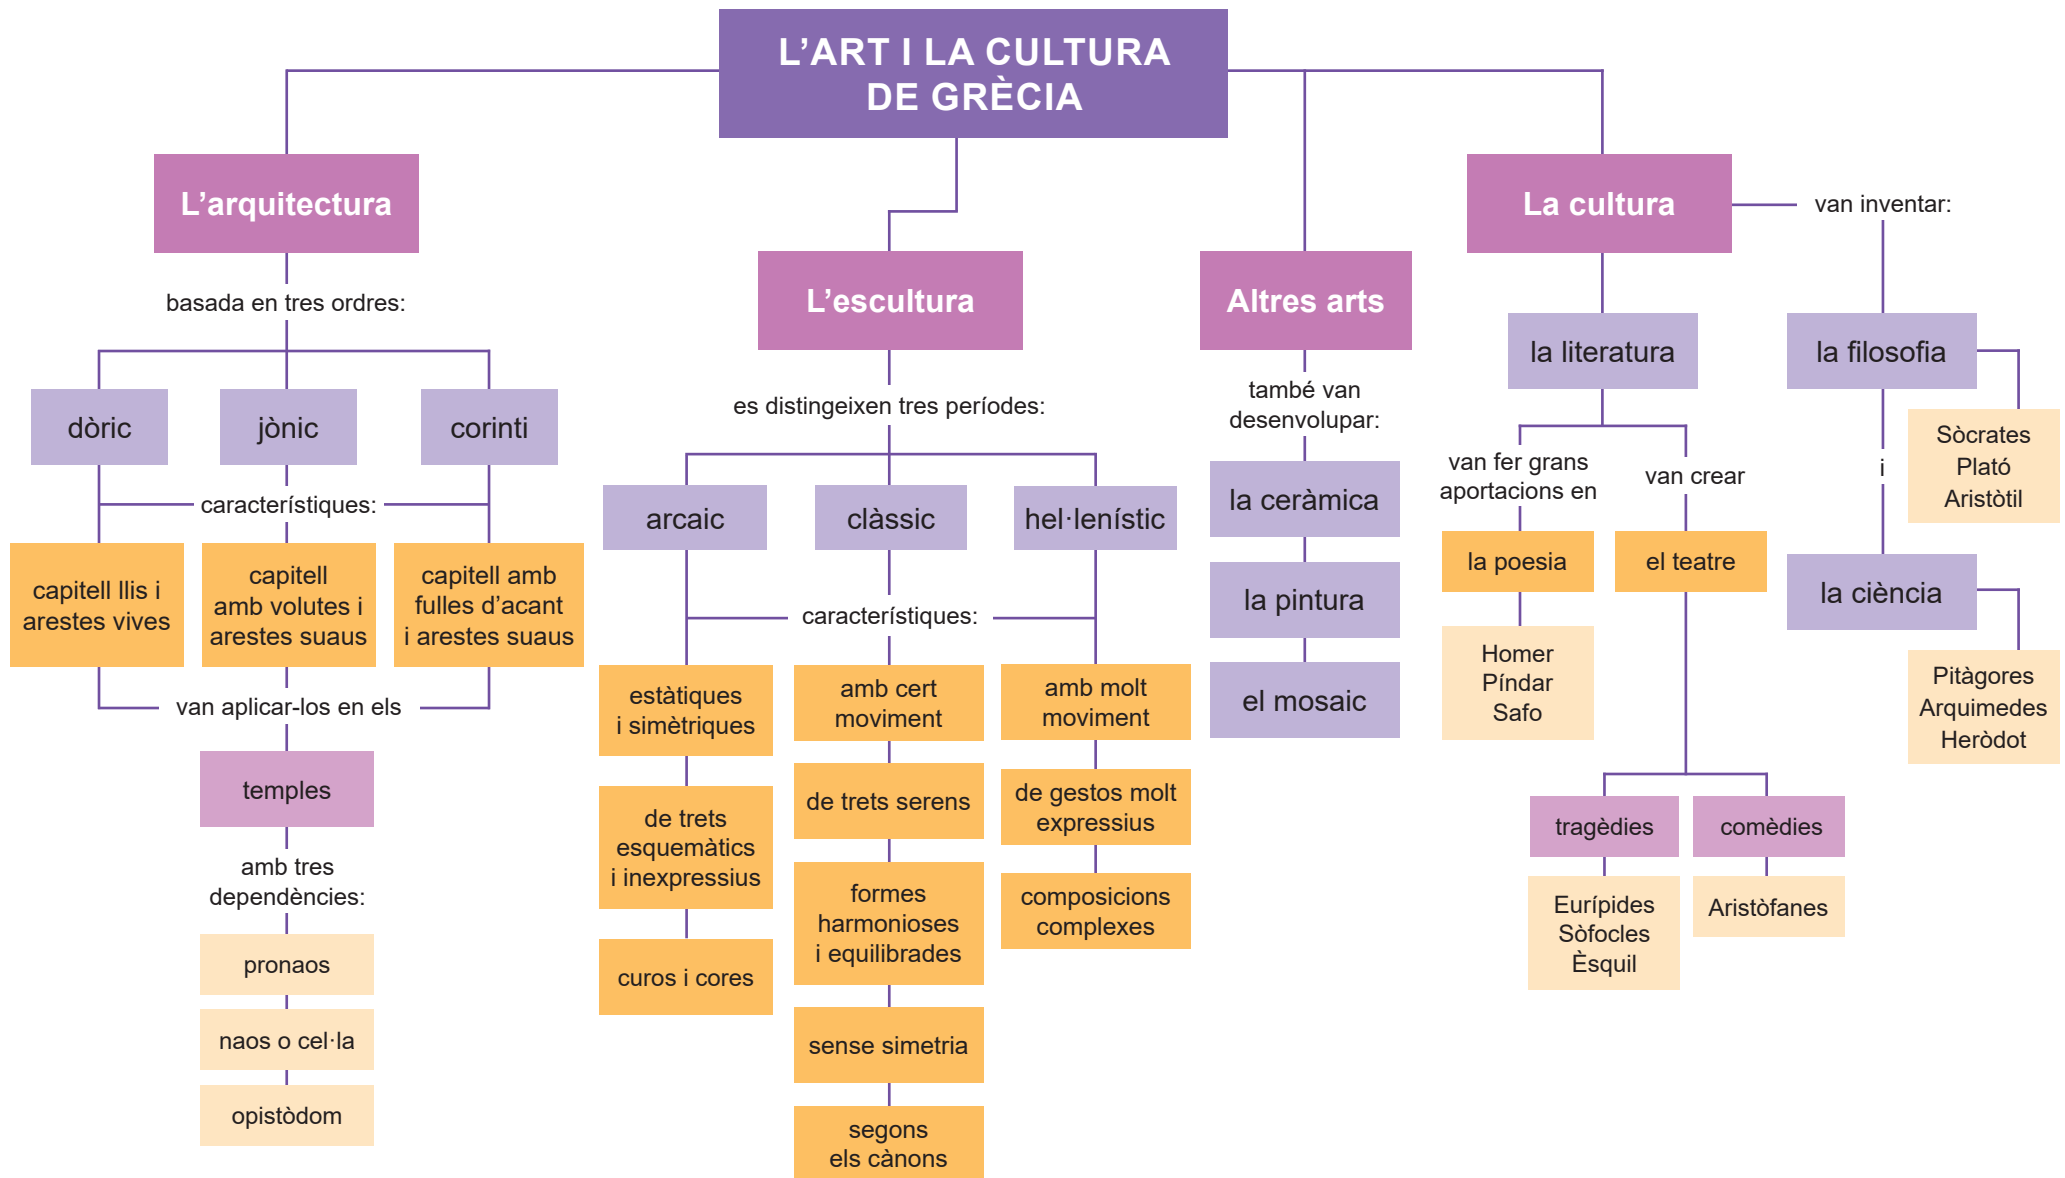 L’ART I LA CULTURA
DE GRÈCIA
L’arquitectura
basada en tres ordres:
dòric
jònic
corinti
característiques:
capitell llis i
arestes vives
capitell
amb volutes i
arestes suaus
capitell amb
fulles d’acant
i arestes suaus
van aplicar-los en els
temples
amb tres
dependències:
pronaos
naos o cel·la
opistòdom
L’escultura
es distingeixen tres períodes:
arcaic
clàssic
hel·lenístic
característiques:
estàtiques
i simètriques
de trets
esquemàtics
i inexpressius
curos i cores
amb cert
moviment
de trets serens
formes
harmonioses
i equilibrades
sense simetria
segons
els cànons
amb molt
moviment
de gestos molt
expressius
composicions
complexes
Altres arts
també van
desenvolupar:
la ceràmica
la pintura
el mosaic
La cultura
la literatura
van fer grans
aportacions en
la poesia
Homer
Píndar
Safo
van crear
el teatre
tragèdies
Eurípides
Sòfocles
Èsquil
comèdies
Aristòfanes
van inventar:
la filosofia
Sòcrates
Plató
Aristòtil
i
la ciència
Pitàgores
Arquimedes
Heròdot